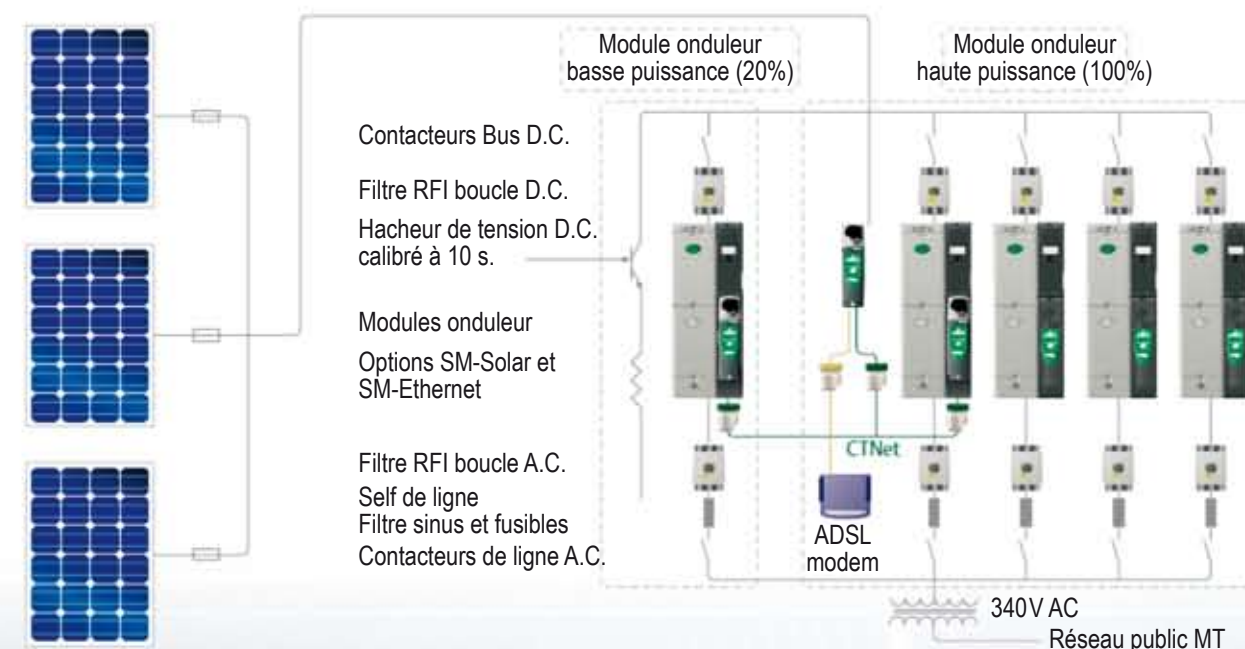 Module onduleur
basse puissance (20%)
Module onduleur
haute puissance (100%)
Contacteurs Bus D.C.
Filtre RFI boucle D.C.
Hacheur de tension D.C.
calibré à 10 s.
Modules onduleur
Options SM-Solar et
SM-Ethernet
Filtre RFI boucle A.C.
Self de ligne
Filtre sinus et fusibles
Contacteurs de ligne A.C.
CTNet
ADSL
modem
340V AC
Réseau public MT